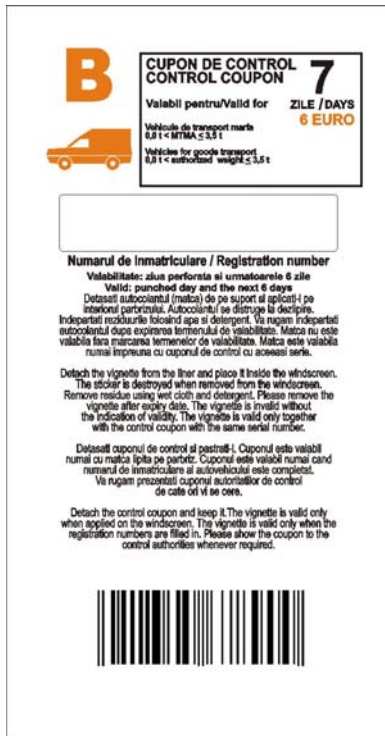 B
CUPON DE CONTROL
CONTROL COUPON
7
Valabil pentru/Valid for
ZILE / DAYS
6 EURO
Vehicule de transport marfa
0,0 t < MTMA ≤ 3,5 t
Vehicles for goods transport
0,0 t < authorized weight ≤ 3,5 t
Numarul de inmatriculare / Registration number
Valabilitate: ziua perforata si urmatoarele 6 zile
Valid: punched day and the next 6 days
Detasati autocolantul (matca) de pe suport si aplicati-l pe
interiorul parbrizului. Autocolantul se distruge la dezlipire.
Indepartati reziduurile folosind apa si detergent. Va rugam indepartati
autocolantul dupa expirarea termenului de valabilitate. Matca nu este
valabila fara marcarea termenelor de valabilitate. Matca este valabila
numai impreuna cu cuponul de control cu aceeasi serie.
Detach the vignette from the liner and place it inside the windscreen.
The sticker is destroyed when removed from the windscreen.
Remove residue using wet cloth and detergent. Please remove the
vignette after expiry date. The vignette is invalid without
the indication of validity. The vignette is valid only together
with the control coupon with the same serial number.
Detasati cuponul de control si pastrati-l. Cuponul este valabil
numai cu matca lipita pe parbriz. Cuponul este valabil numai cand
numarul de inmatriculare al autovehiculul este completat.
Va rugam prezentati cuponul autoritatilor de control
de cate ori vi se cere.
Detach the control coupon and keep it.The vignette is valid only
when applied on the windscreen. The vignette is valid only when the
registration numbers are filled in. Please show the coupon to the
control authorities whenever required.